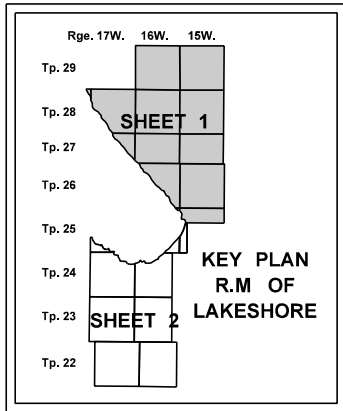 Rge. 17W. 16W. 15W.
Tp. 29
Tp. 28
SHEET 1
Tp. 27
Tp. 26
Tp. 25
KEY PLAN
R.M OF
LAKESHORE
Tp. 24
Tp. 23
SHEET 2
Tp. 22